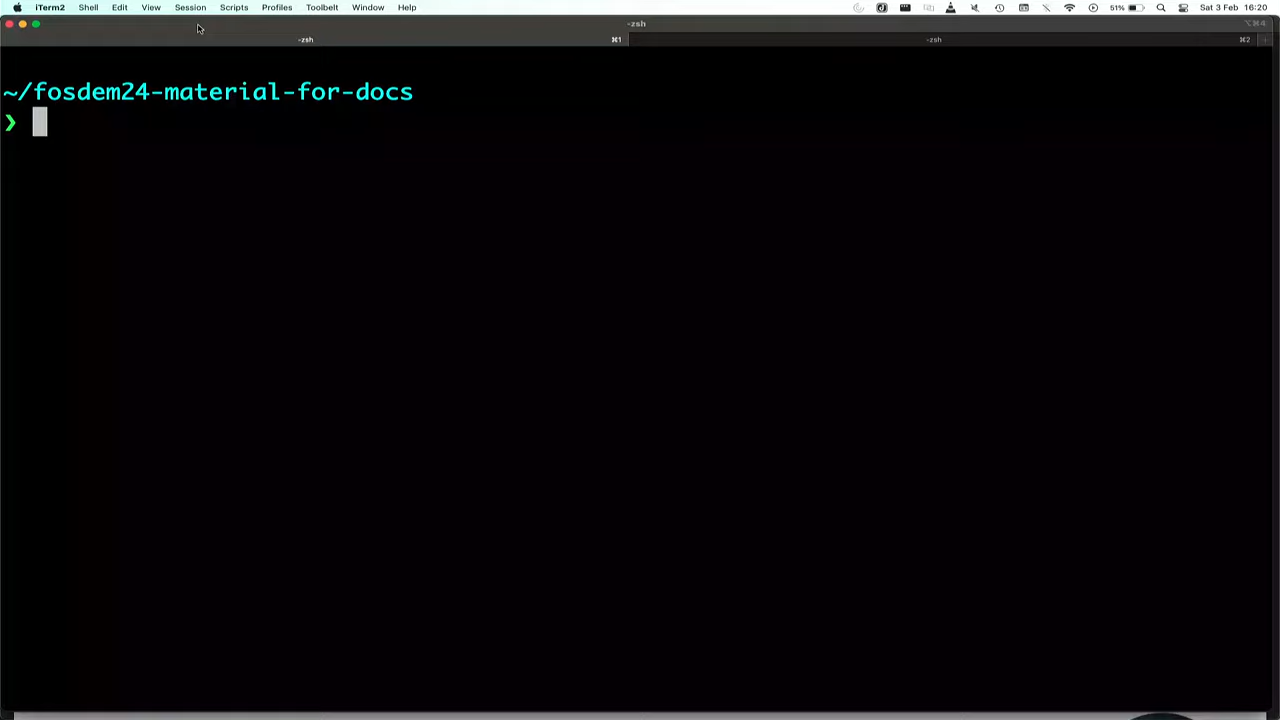 iTerm2 Shell Edit View Session Scripts Profiles Toolbelt Window Help 51% Sat 3 Feb 16:20
-zsh ⌥⌘4
-zsh ⌘1 -zsh ⌘2
~/fosdem24-material-for-docs
❯